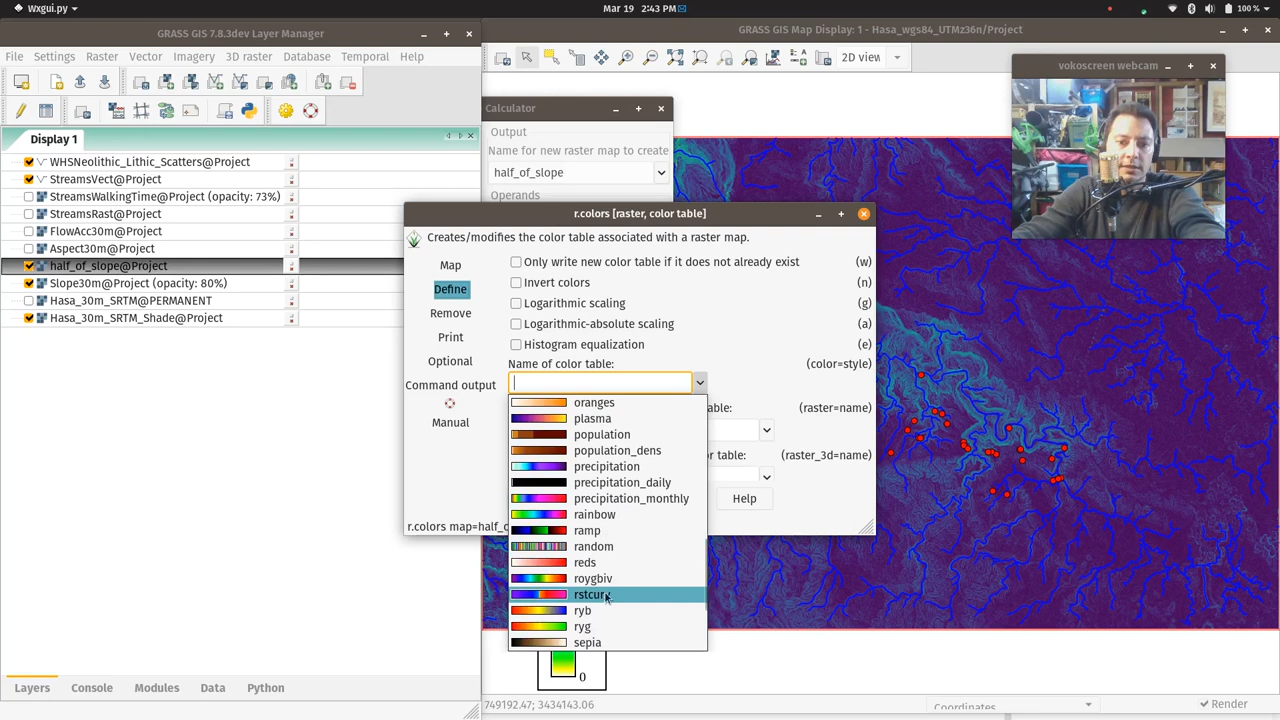 Wxgui.py
Mar 19 2:43 PM
100 %
GRASS GIS 7.8.3dev Layer Manager
File Settings Raster Vector Imagery 3D raster Database Temporal Help
Display 1
WHSNeolithic_Lithic_Scatters@Project
StreamsVect@Project
StreamsWalkingTime@Project (opacity: 73%)
StreamsRast@Project
FlowAcc30m@Project
Aspect30m@Project
half_of_slope@Project
Slope30m@Project (opacity: 80%)
Hasa_30m_SRTM@PERMANENT
Hasa_30m_SRTM_Shade@Project
Layers Console Modules Data Python
GRASS GIS Map Display: 1 - Hasa_wgs84_UTMz36n/Project
2D view
vokoscreen webcam
Calculator
Output
Name for new raster map to create
half_of_slope
Operands
r.colors [raster, color table]
Creates/modifies the color table associated with a raster map.
Map
Define
Remove
Print
Optional
Command output
Manual
Only write new color table if it does not already exist (w)
Invert colors (n)
Logarithmic scaling (g)
Logarithmic-absolute scaling (a)
Histogram equalization (e)
Name of color table: (color=style)
able: (raster=name)
or table: (raster_3d=name)
Help
r.colors map=half_o
oranges
plasma
population
population_dens
precipitation
precipitation_daily
precipitation_monthly
rainbow
ramp
random
reds
roygbiv
rstcurv
ryb
ryg
sepia
0
749192.47; 3434143.06
Coordinates
Render